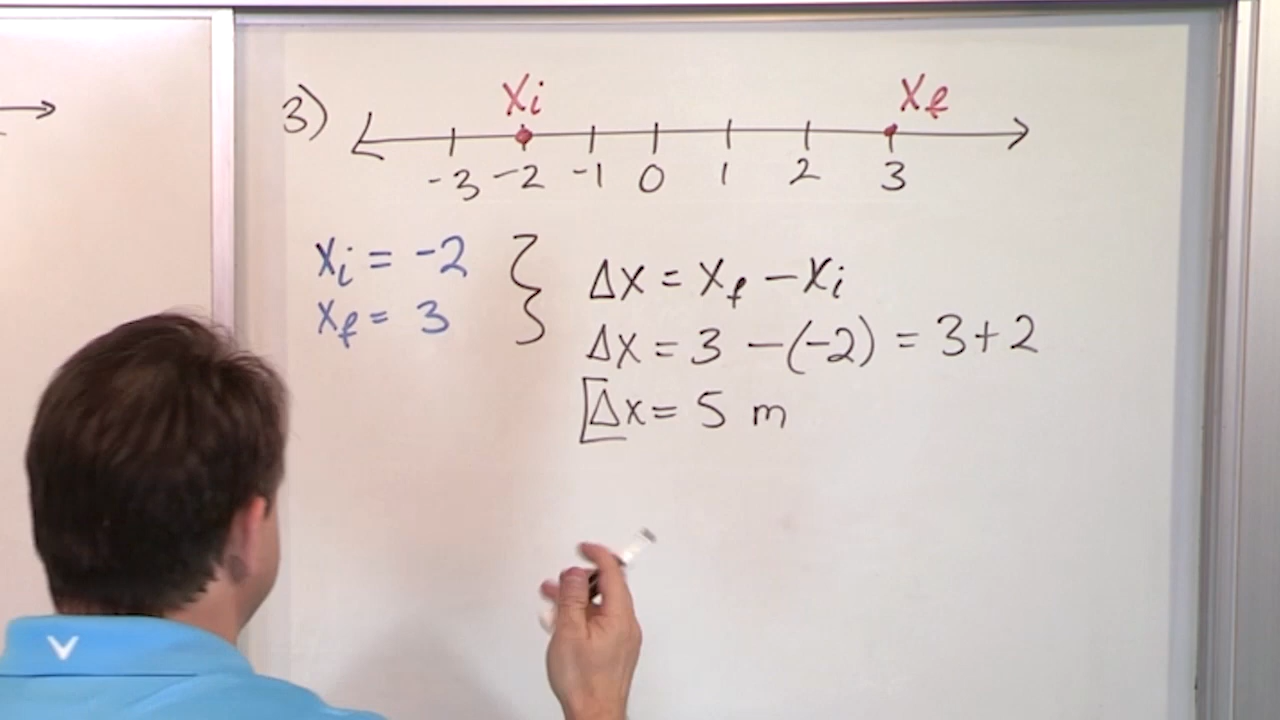 3)
Xi Xf
-3 -2 -1 0 1 2 3
Xi = -2
Xf = 3
ΔX = Xf - Xi
ΔX = 3 - (-2) = 3 + 2
Δx = 5 m